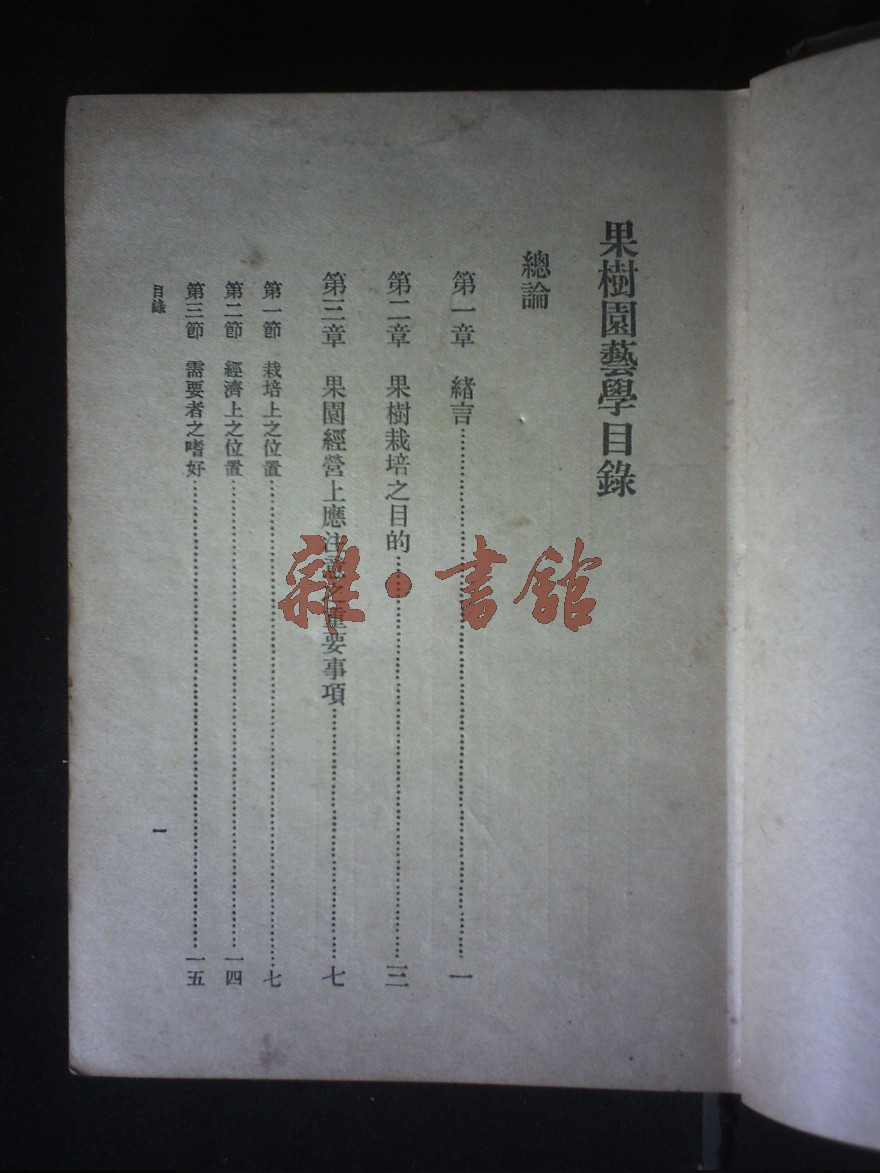 果樹園藝學目錄
總論
第一章　緒言……一
第二章　果樹栽培之目的……三
第三章　果園經營上應注意之重要事項……七
第一節　栽培上之位置……七
第二節　經濟上之位置……一四
第三節　需要者之嗜好……一五
目錄
一
雜·書館